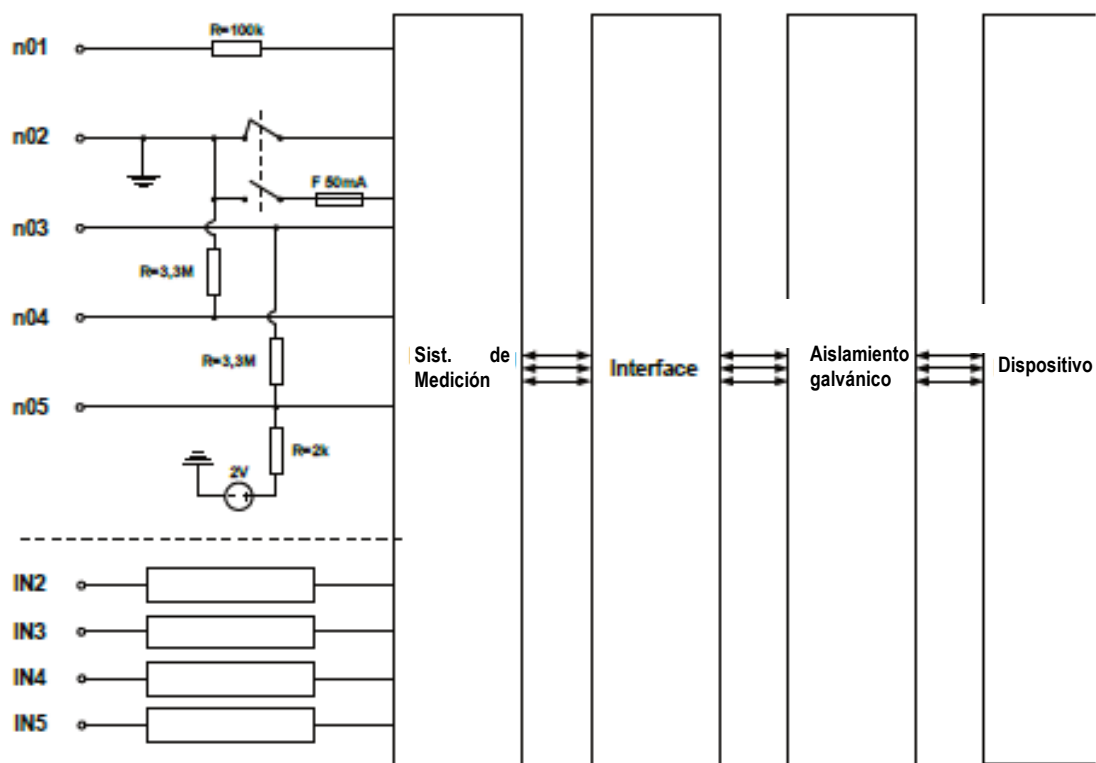 n01
R=100k
n02
F 50mA
n03
R=3,3M
n04
R=3,3M
n05
R=2k
2V
Sist. de
Medición
Interface
Aislamiento
galvánico
Dispositivo
IN2
IN3
IN4
IN5